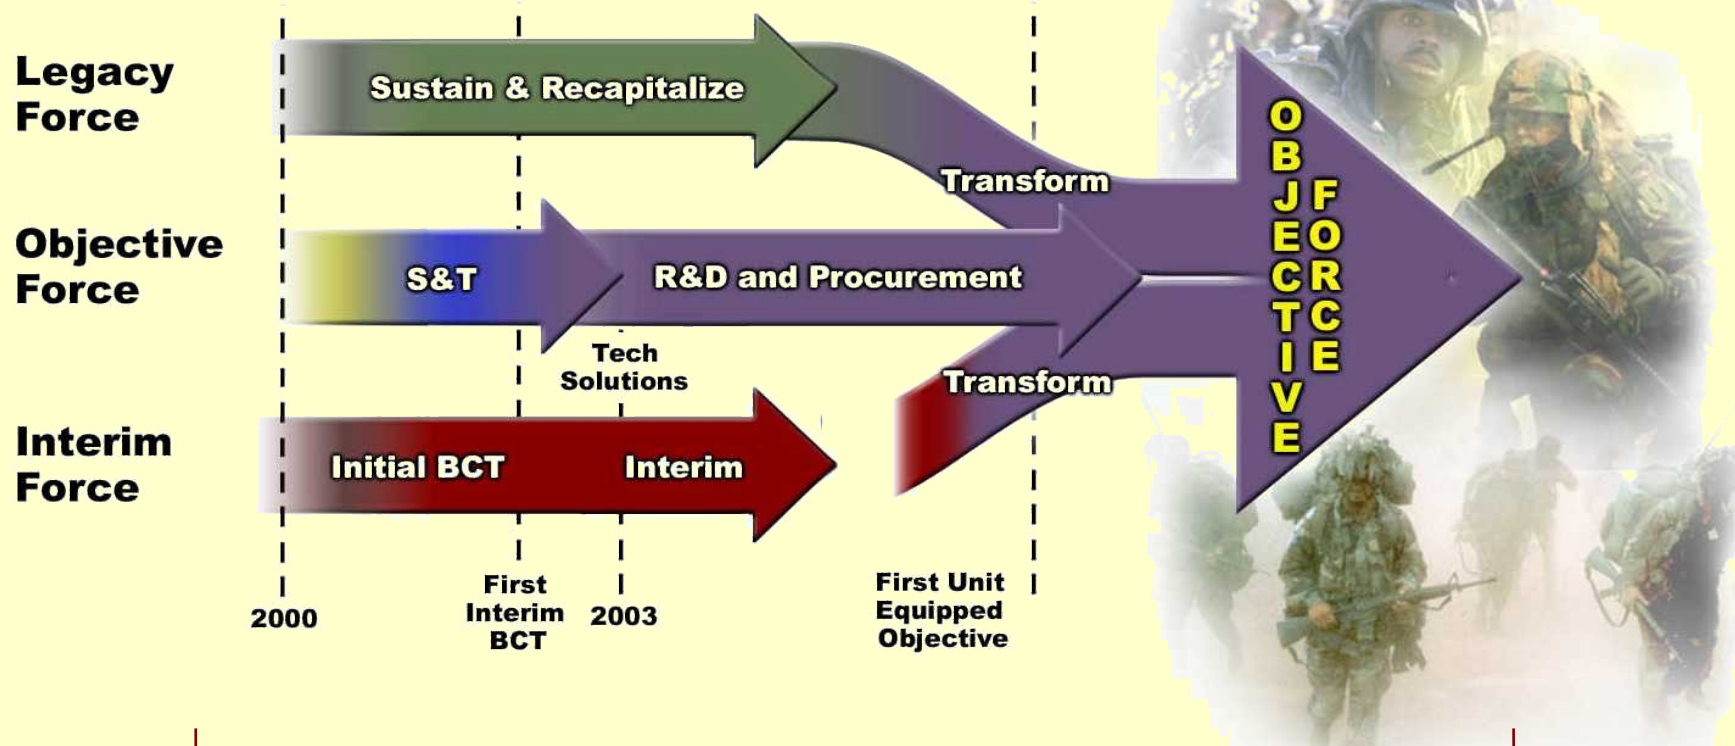 Legacy
Force
Sustain & Recapitalize
Transform
Objective
Force
S&T
R&D and Procurement
Tech
Solutions
Interim
Force
Initial BCT
Interim
Transform
OBJECTIVE
FORCE
2000
First
Interim
BCT
2003
First Unit
Equipped
Objective